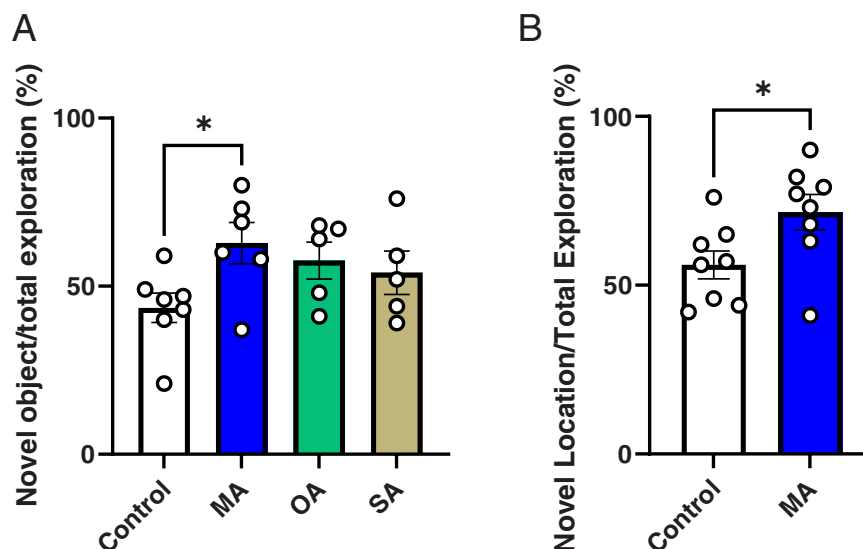 A
Novel object/total exploration (%)
100
50
0
*
Control
MA
OA
SA
B
Novel Location/Total Exploration (%)
100
50
0
*
Control
MA